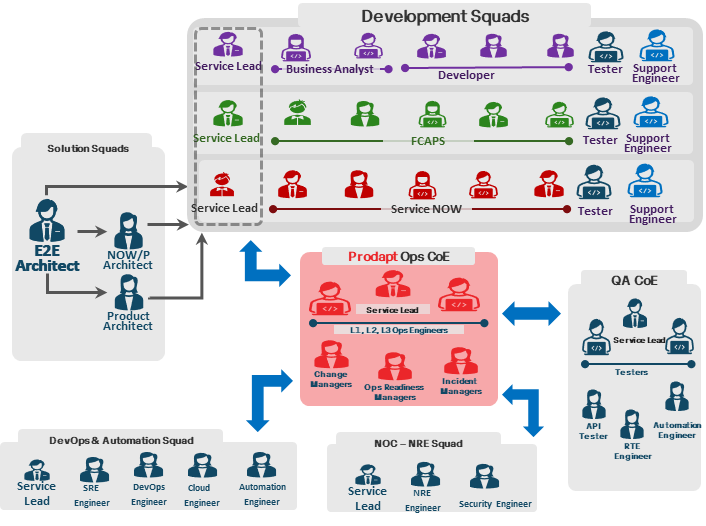 Development Squads
Service Lead
Business Analyst
Developer
Tester
Support
Engineer
Service Lead
FCAPS
Tester
Support
Engineer
Service Lead
Service NOW
Tester
Support
Engineer
Solution Squads
E2E
Architect
NOW/P
Architect
Product
Architect
Prodapt Ops CoE
Service Lead
L1, L2, L3 Ops Engineers
Change
Managers
Ops Readiness
Managers
Incident
Managers
QA CoE
Service Lead
Testers
API
Tester
RTE
Engineer
Automation
Engineer
DevOps & Automation Squad
Service
Lead
SRE
Engineer
DevOps
Engineer
Cloud
Engineer
Automation
Engineer
NOC – NRE Squad
Service
Lead
NRE
Engineer
Security Engineer